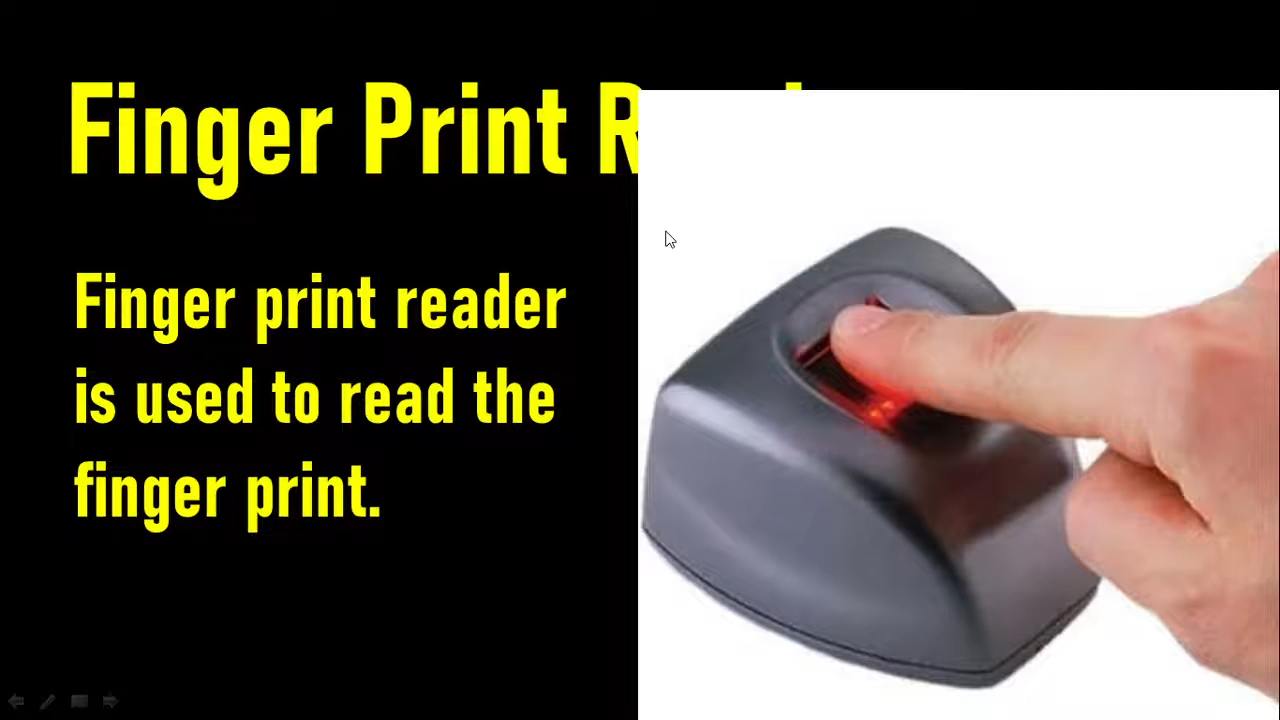 Finger Print
Finger print reader
is used to read the
finger print.